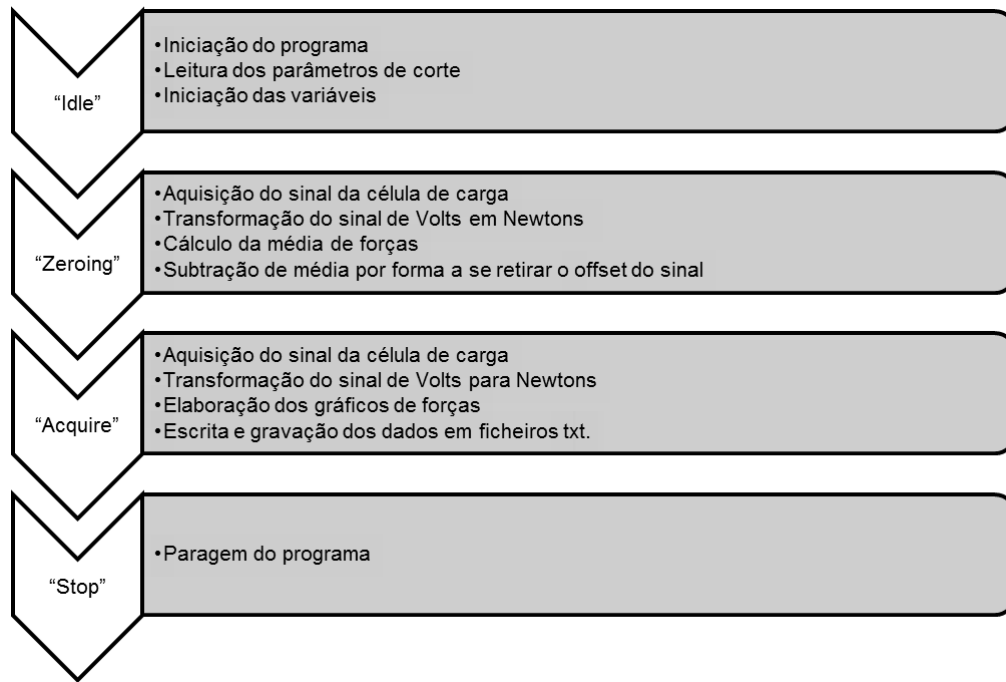 “Idle”
•Iniciação do programa
•Leitura dos parâmetros de corte
•Iniciação das variáveis
“Zeroing”
•Aquisição do sinal da célula de carga
•Transformação do sinal de Volts em Newtons
•Cálculo da média de forças
•Subtração de média por forma a se retirar o offset do sinal
“Acquire”
•Aquisição do sinal da célula de carga
•Transformação do sinal de Volts para Newtons
•Elaboração dos gráficos de forças
•Escrita e gravação dos dados em ficheiros txt.
“Stop”
•Paragem do programa